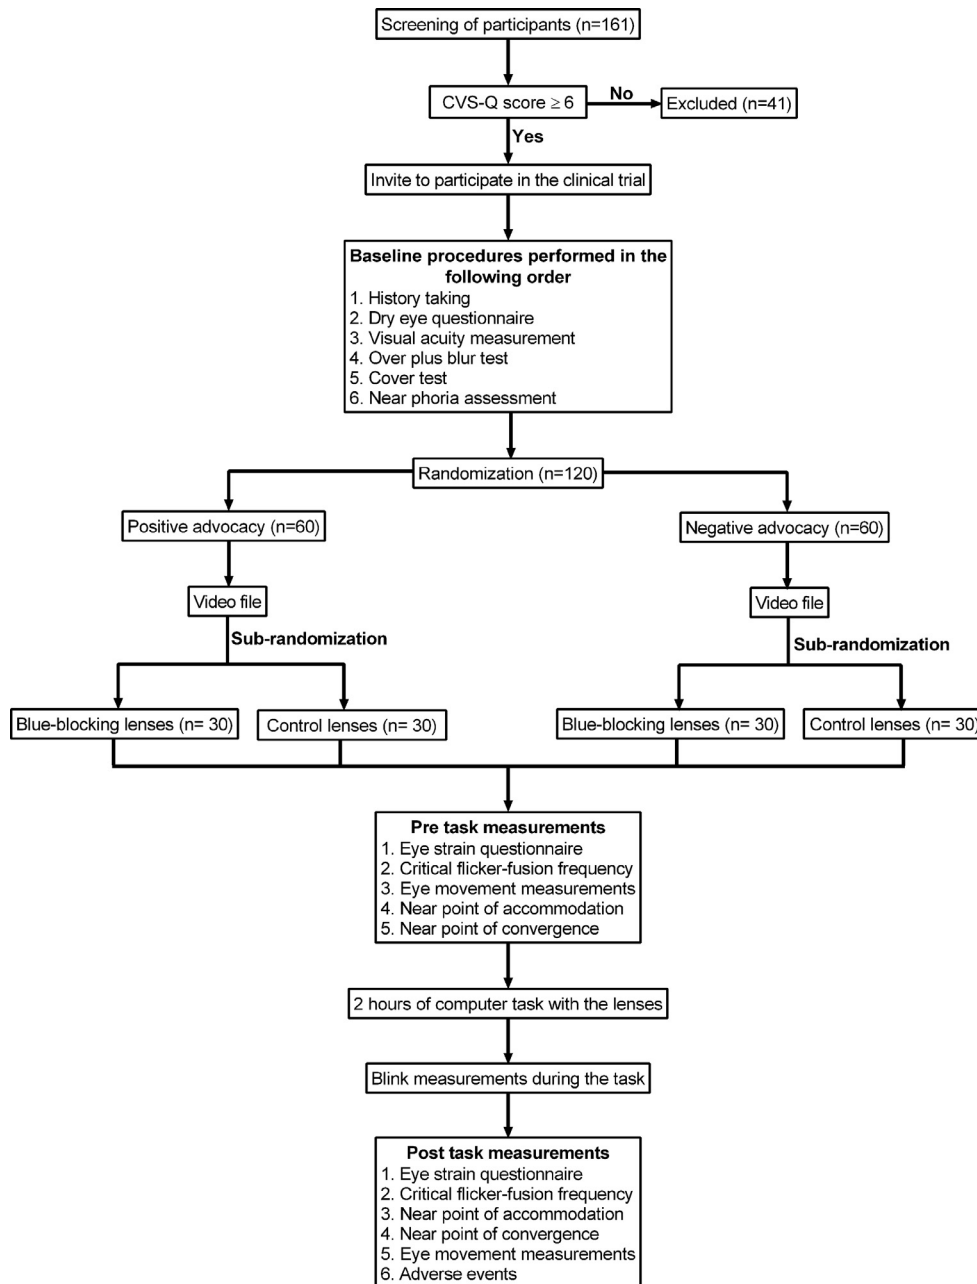 Screening of participants (n=161)
CVS-Q score ≥ 6
No
Excluded (n=41)
Yes
Invite to participate in the clinical trial
Baseline procedures performed in the
following order
1. History taking
2. Dry eye questionnaire
3. Visual acuity measurement
4. Over plus blur test
5. Cover test
6. Near phoria assessment
Randomization (n=120)
Positive advocacy (n=60)
Negative advocacy (n=60)
Video file
Video file
Sub-randomization
Sub-randomization
Blue-blocking lenses (n= 30)
Control lenses (n= 30)
Blue-blocking lenses (n= 30)
Control lenses (n= 30)
Pre task measurements
1. Eye strain questionnaire
2. Critical flicker-fusion frequency
3. Eye movement measurements
4. Near point of accommodation
5. Near point of convergence
2 hours of computer task with the lenses
Blink measurements during the task
Post task measurements
1. Eye strain questionnaire
2. Critical flicker-fusion frequency
3. Near point of accommodation
4. Near point of convergence
5. Eye movement measurements
6. Adverse events